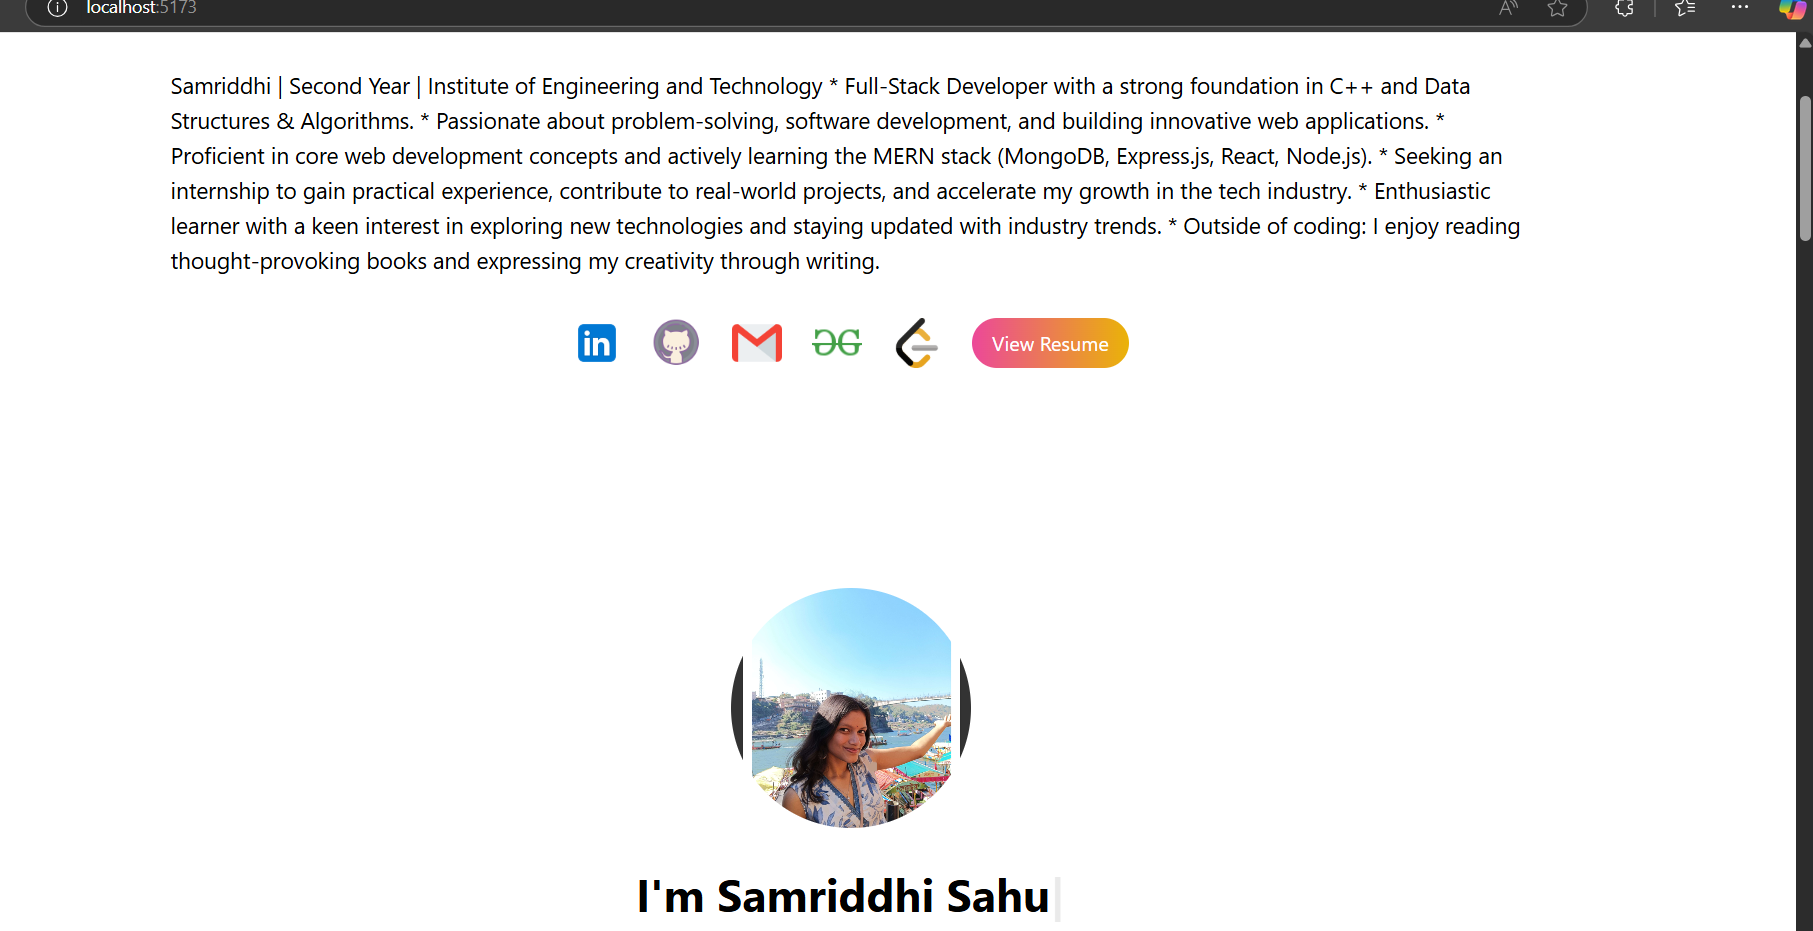 localhost:5173
Samriddhi | Second Year | Institute of Engineering and Technology * Full-Stack Developer with a strong foundation in C++ and Data
Structures & Algorithms. * Passionate about problem-solving, software development, and building innovative web applications. *
Proficient in core web development concepts and actively learning the MERN stack (MongoDB, Express.js, React, Node.js). * Seeking an
internship to gain practical experience, contribute to real-world projects, and accelerate my growth in the tech industry. * Enthusiastic
learner with a keen interest in exploring new technologies and staying updated with industry trends. * Outside of coding: I enjoy reading
thought-provoking books and expressing my creativity through writing.
in
View Resume
I'm Samriddhi Sahu